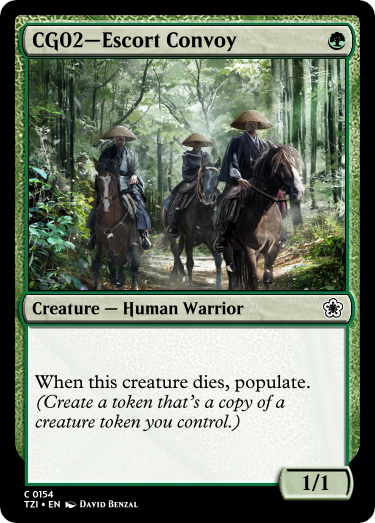 CG02—Escort Convoy
Creature — Human Warrior
When this creature dies, populate.
(Create a token that's a copy of a
creature token you control.)
1/1
C 0154
TZI • EN David Benzal